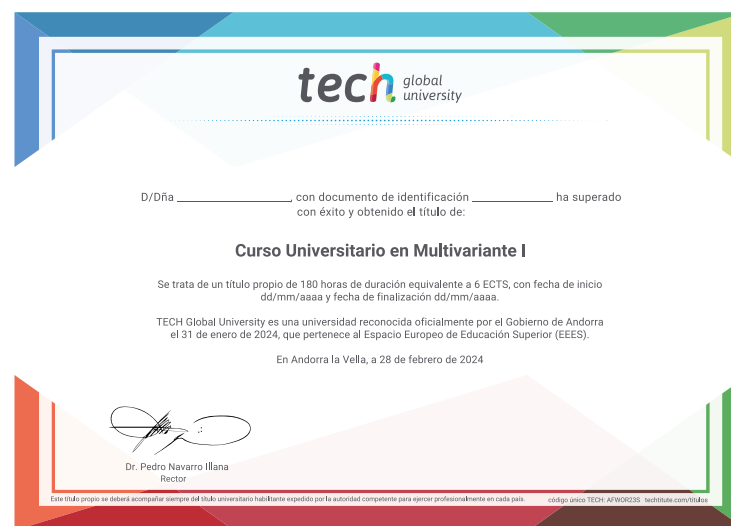 tech global university
D/Dña ____________________, con documento de identificación ______________ ha superado
con éxito y obtenido el título de:
Curso Universitario en Multivariante I
Se trata de un título propio de 180 horas de duración equivalente a 6 ECTS, con fecha de inicio
dd/mm/aaaa y fecha de finalización dd/mm/aaaa.
TECH Global University es una universidad reconocida oficialmente por el Gobierno de Andorra
el 31 de enero de 2024, que pertenece al Espacio Europeo de Educación Superior (EEES).
En Andorra la Vella, a 28 de febrero de 2024
Dr. Pedro Navarro Illana
Rector
Este título propio se deberá acompañar siempre del título universitario habilitante expedido por la autoridad competente para ejercer profesionalmente en cada país. código único TECH: AFWOR23S techtitute.com/titulos